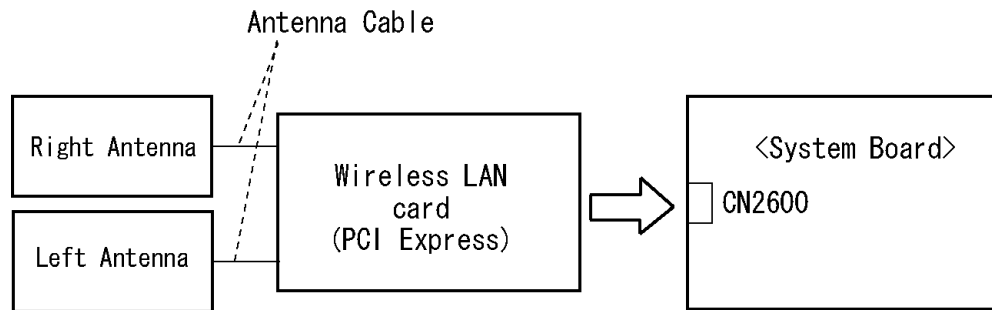 Antenna Cable
Right Antenna
Left Antenna
Wireless LAN
card
(PCI Express)
<System Board>
CN2600